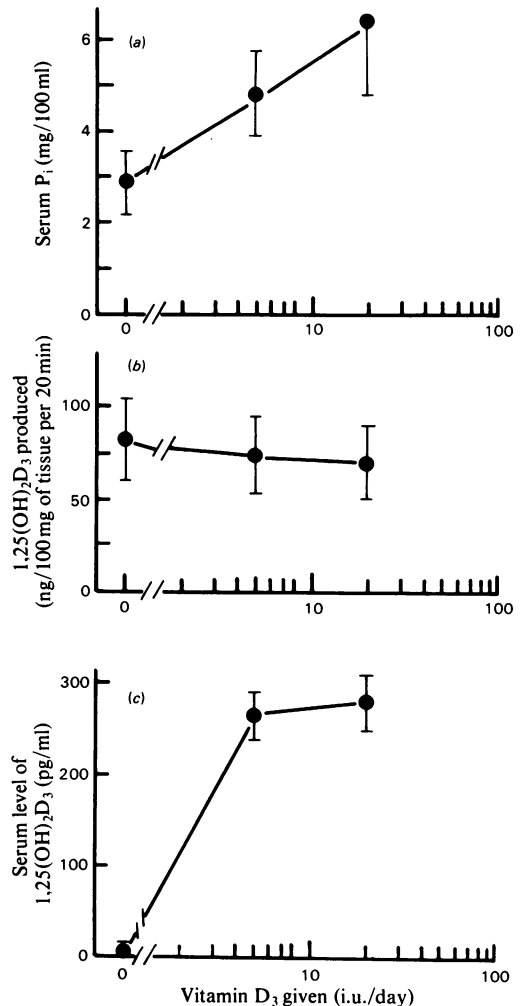 (a)
Serum Pi (mg/100 ml)
6
4
2
0
0
10
100
(b)
1,25(OH)2D3 produced
(ng/100 mg of tissue per 20 min)
100
50
0
0
10
100
(c)
Serum level of
1,25(OH)2D3 (pg/ml)
300
200
100
0
0
10
100
Vitamin D3 given (i.u./day)